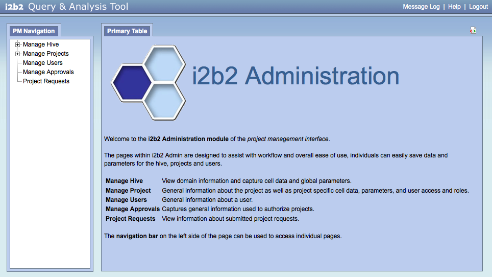 i2b2 Query & Analysis Tool
Message Log | Help | Logout
PM Navigation
Manage Hive
Manage Projects
Manage Users
Manage Approvals
Project Requests
Primary Table
i2b2 Administration
Welcome to the i2b2 Administration module of the project management interface.
The pages within i2b2 Admin are designed to assist with workflow and overall ease of use, individuals can easily save data and
parameters for the hive, projects and users.
Manage Hive View domain information and capture cell data and global parameters.
Manage Project General information about the project as well as project specific cell data, parameters, and user access and roles.
Manage Users General information about a user.
Manage Approvals Captures general information used to authorize projects.
Project Requests View information about submitted project requests.
The navigation bar on the left side of the page can be used to access individual pages.